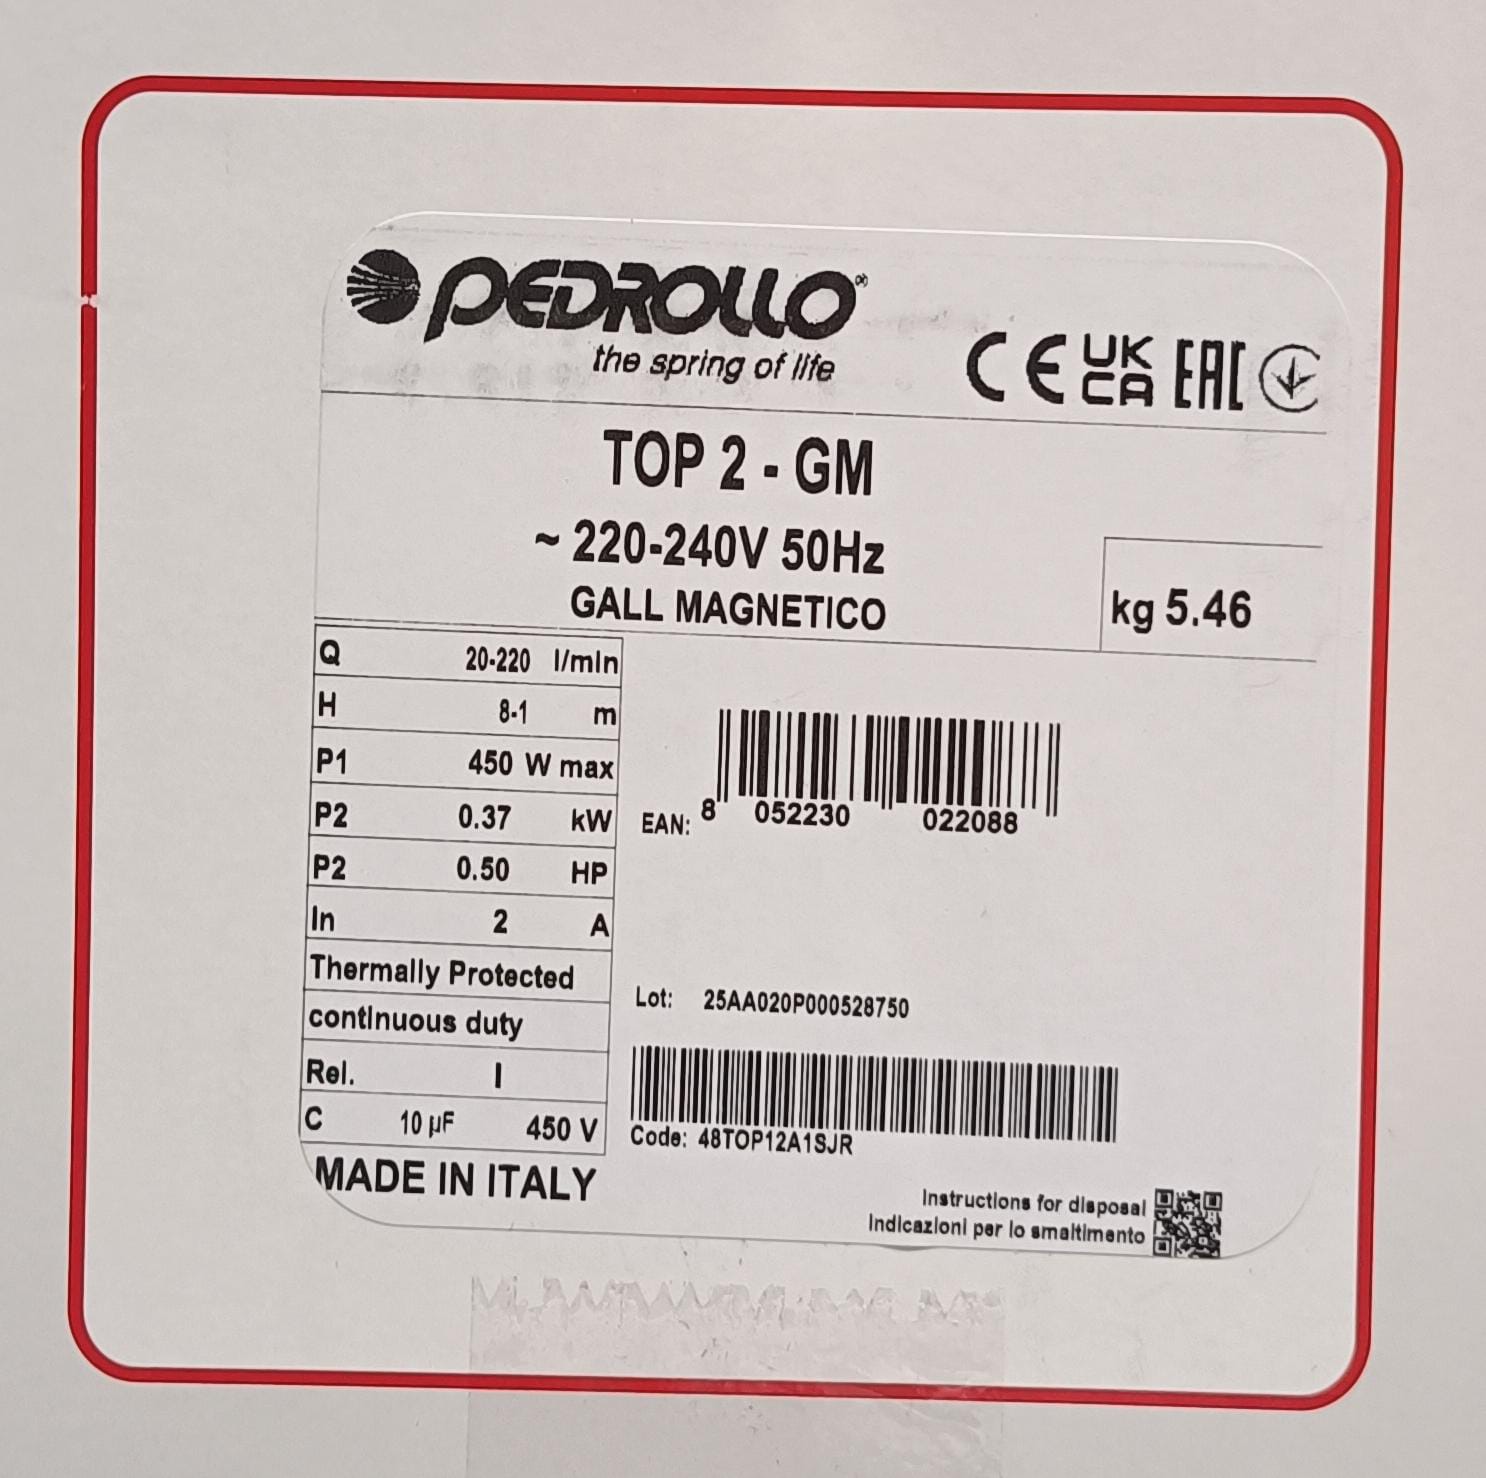 PEDROLLO®
the spring of life
CE UK CA EAC
TOP 2 - GM
~ 220-240V 50Hz
GALL MAGNETICO
kg 5.46
Q 20-220 l/min
H 8-1 m
P1 450 W max
P2 0.37 kW
P2 0.50 HP
In 2 A
Thermally Protected
continuous duty
Rel. I
C 10 µF 450 V
MADE IN ITALY
EAN: 8 052230 022088
Lot: 25AA020P000528750
Code: 48TOP12A1SJR
Instructions for disposal
Indicazioni per lo smaltimento